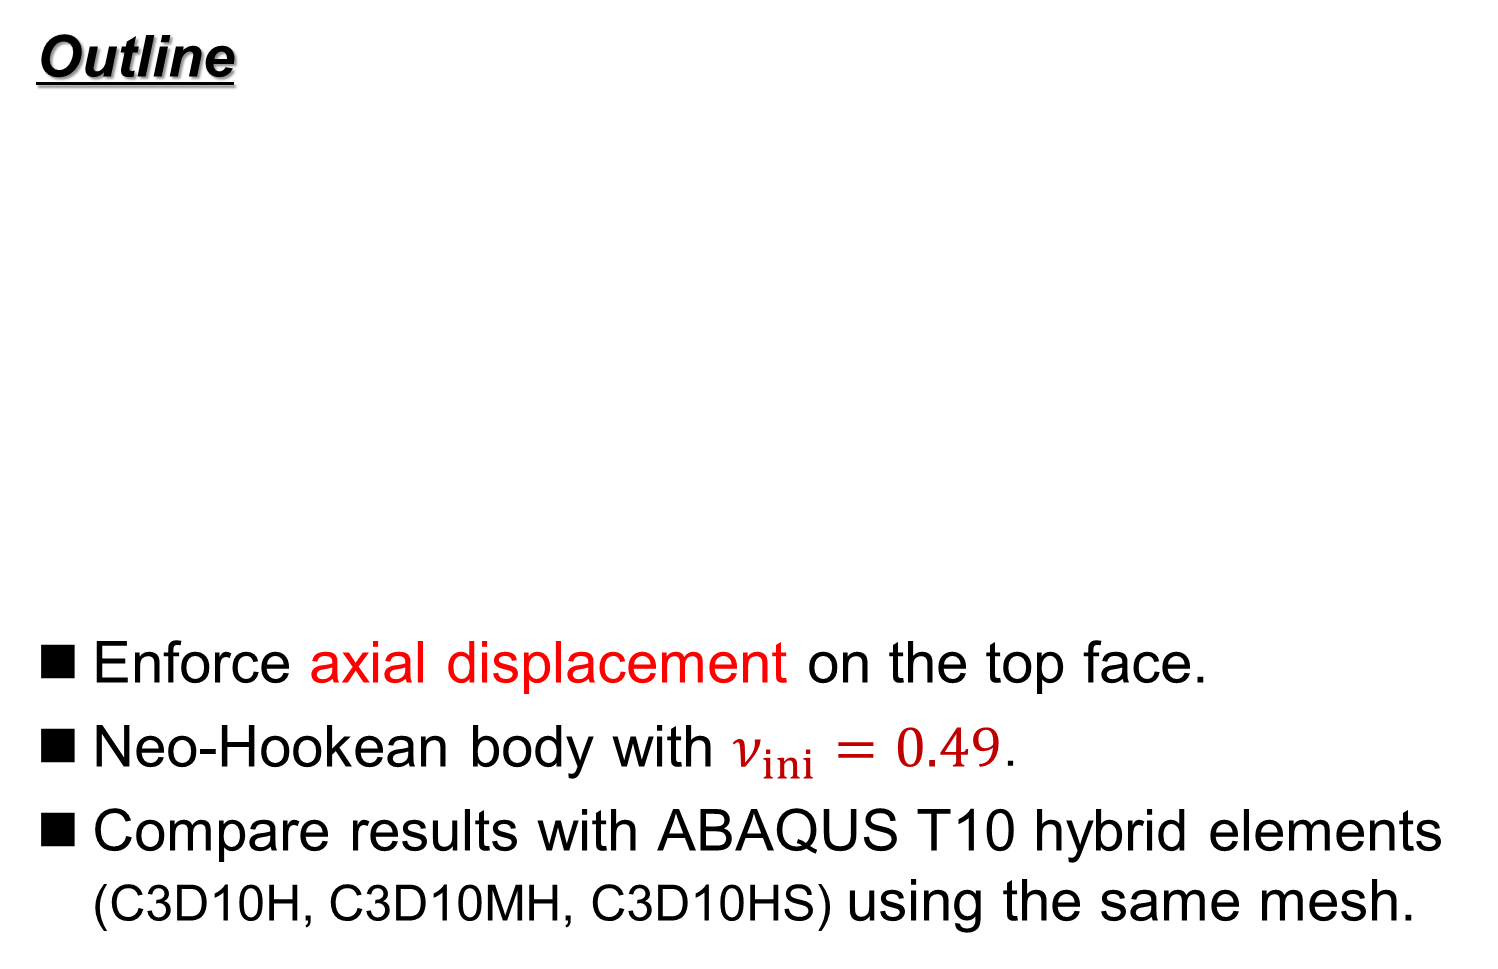 Outline
■ Enforce axial displacement on the top face.
■ Neo-Hookean body with ν_ini = 0.49.
■ Compare results with ABAQUS T10 hybrid elements
(C3D10H, C3D10MH, C3D10HS) using the same mesh.